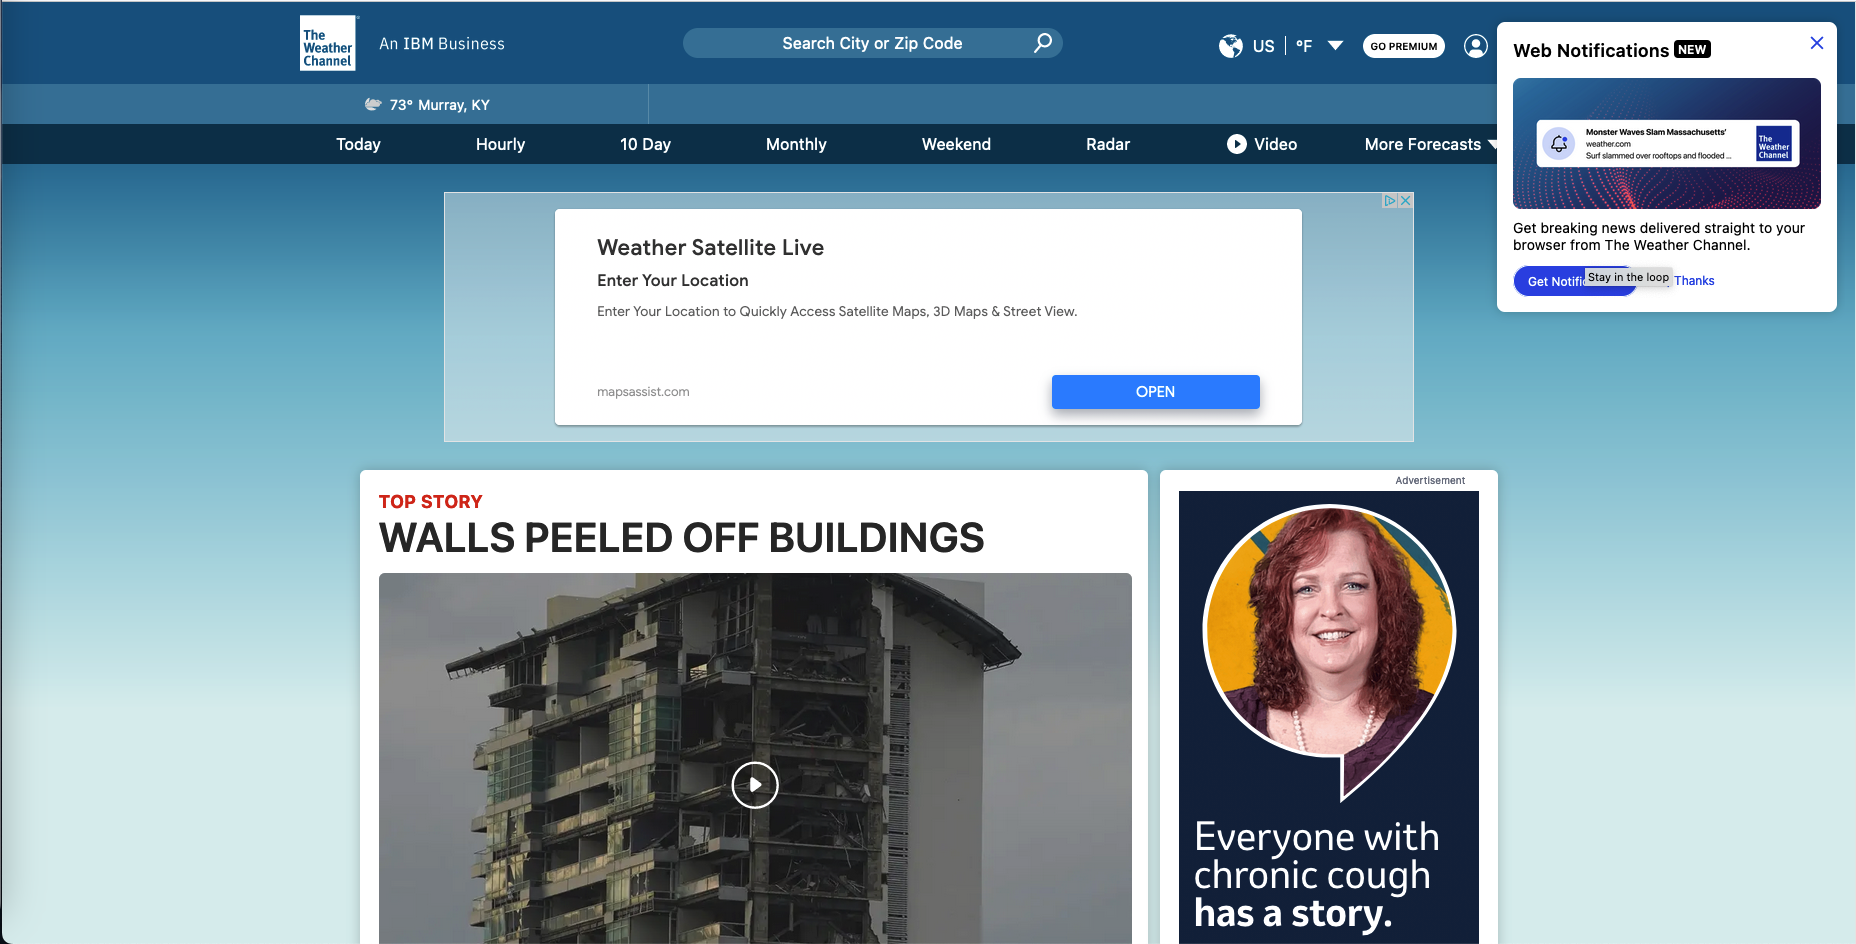 The
Weather
Channel
An IBM Business
Search City or Zip Code
US
°F
GO PREMIUM
73° Murray, KY
Today
Hourly
10 Day
Monthly
Weekend
Radar
Video
More Forecasts
Web Notifications NEW
Monster Waves Slam Massachusetts'
weather.com
Surf slammed over rooftops and flooded ...
The
Weather
Channel
Get breaking news delivered straight to your
browser from The Weather Channel.
Stay in the loop
Get
Thanks
Weather Satellite Live
Enter Your Location
Enter Your Location to Quickly Access Satellite Maps, 3D Maps & Street View.
mapsassist.com
OPEN
TOP STORY
WALLS PEELED OFF BUILDINGS
Advertisement
Everyone with
chronic cough
has a story.